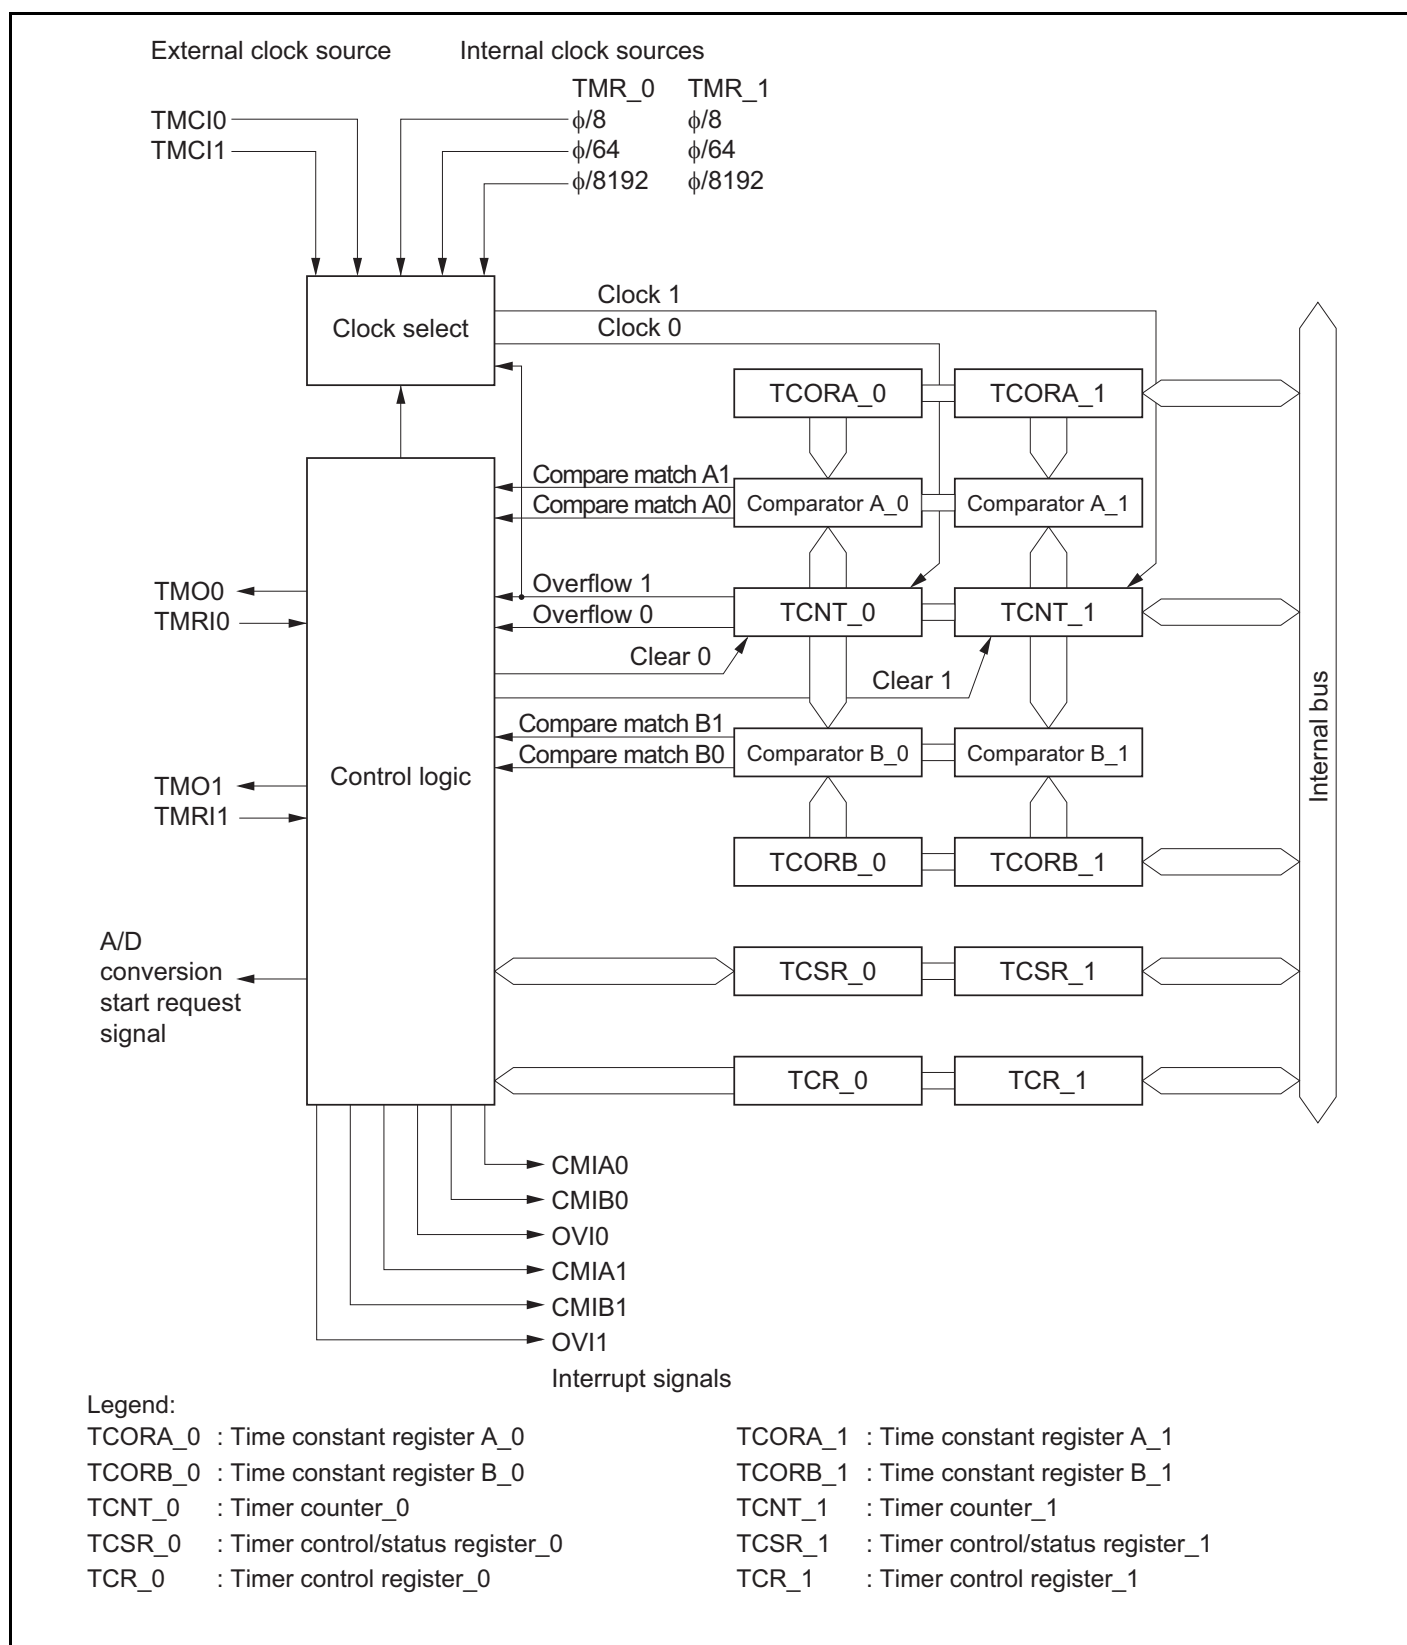 External clock source Internal clock sources
TMR_0 TMR_1
TMCI0 ϕ/8 ϕ/8
TMCI1 ϕ/64 ϕ/64
ϕ/8192 ϕ/8192
Clock 1
Clock select
Clock 0
TCORA_0 TCORA_1
Compare match A1
Compare match A0
Comparator A_0 Comparator A_1
TMO0
TMRI0
Overflow 1
Overflow 0
TCNT_0 TCNT_1
Clear 0
Clear 1
Internal bus
Compare match B1
Compare match B0
Comparator B_0 Comparator B_1
Control logic
TMO1
TMRI1
TCORB_0 TCORB_1
A/D
conversion
start request
signal
TCSR_0 TCSR_1
TCR_0 TCR_1
CMIA0
CMIB0
OVI0
CMIA1
CMIB1
OVI1
Interrupt signals
Legend:
TCORA_0 : Time constant register A_0 TCORA_1 : Time constant register A_1
TCORB_0 : Time constant register B_0 TCORB_1 : Time constant register B_1
TCNT_0 : Timer counter_0 TCNT_1 : Timer counter_1
TCSR_0 : Timer control/status register_0 TCSR_1 : Timer control/status register_1
TCR_0 : Timer control register_0 TCR_1 : Timer control register_1